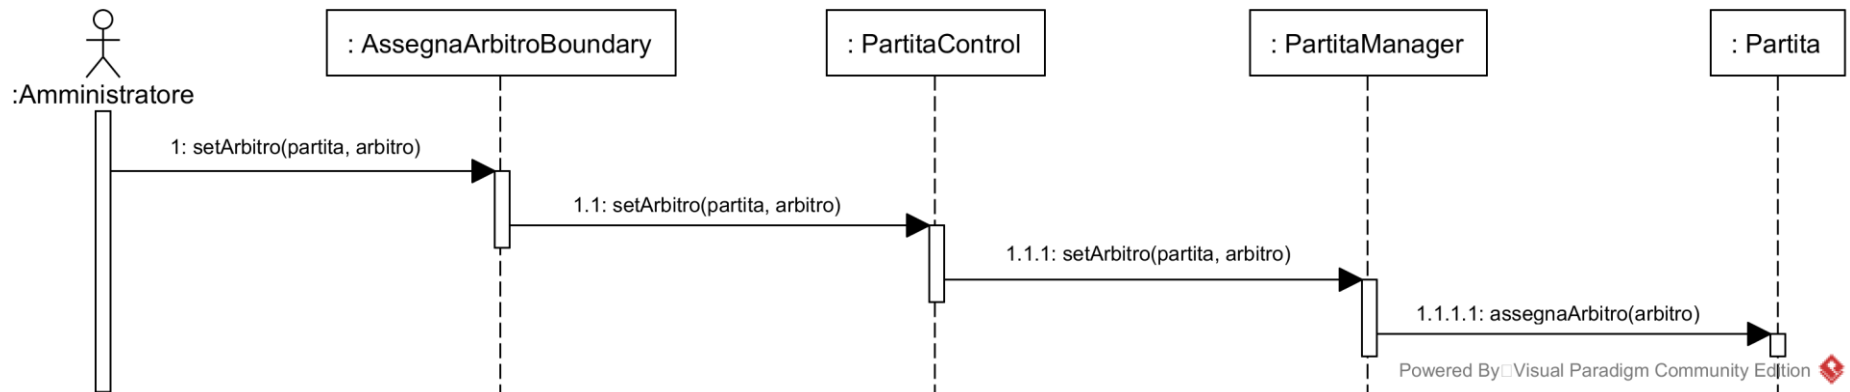 : AssegnaArbitroBoundary
: PartitaControl
: PartitaManager
: Partita
:Amministratore
1: setArbitro(partita, arbitro)
1.1: setArbitro(partita, arbitro)
1.1.1: setArbitro(partita, arbitro)
1.1.1.1: assegnaArbitro(arbitro)
Powered By□Visual Paradigm Community Edition